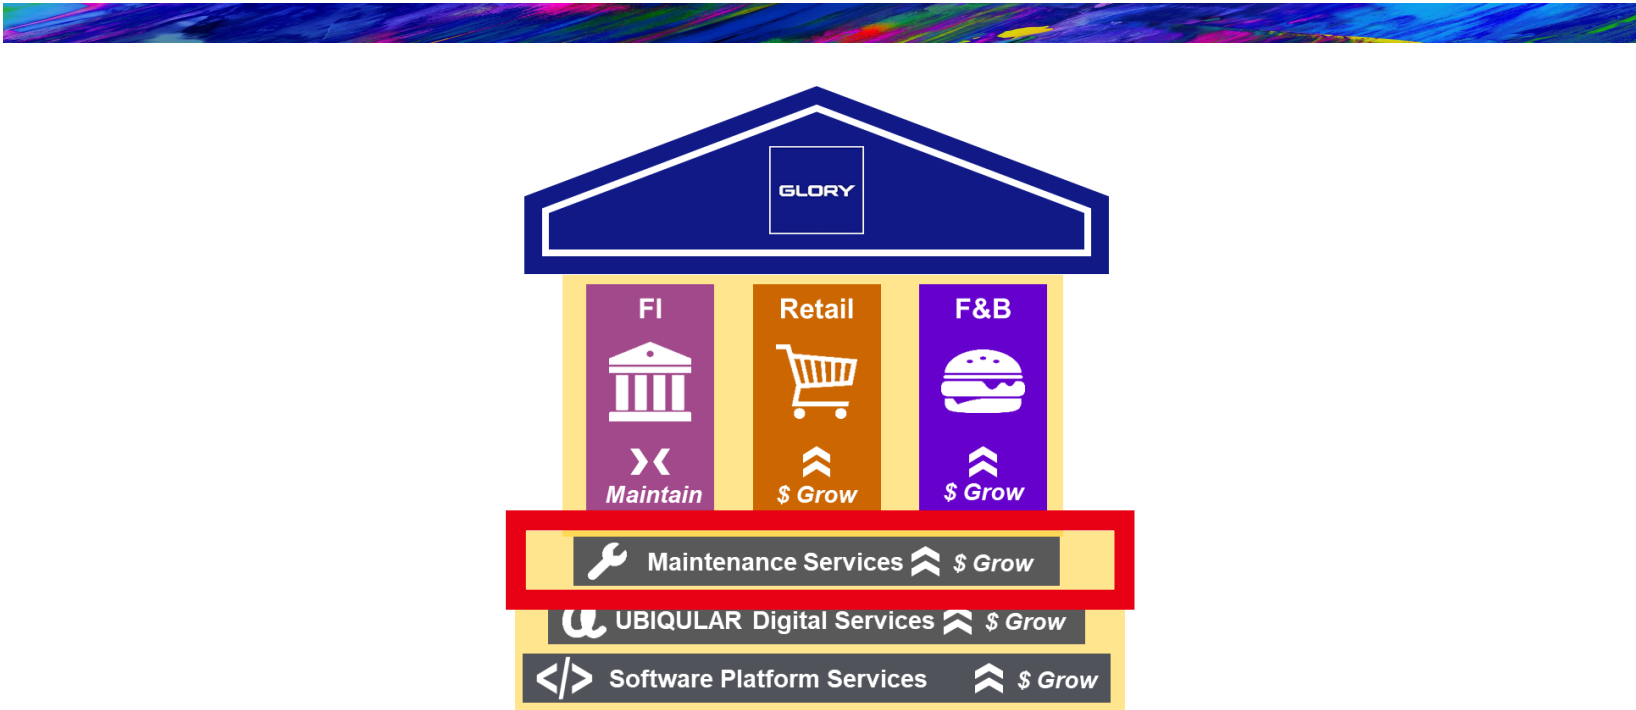 GLORY
FI
Retail
F&B
Maintain
$ Grow
$ Grow
Maintenance Services $ Grow
UBIQULAR Digital Services $ Grow
</> Software Platform Services $ Grow